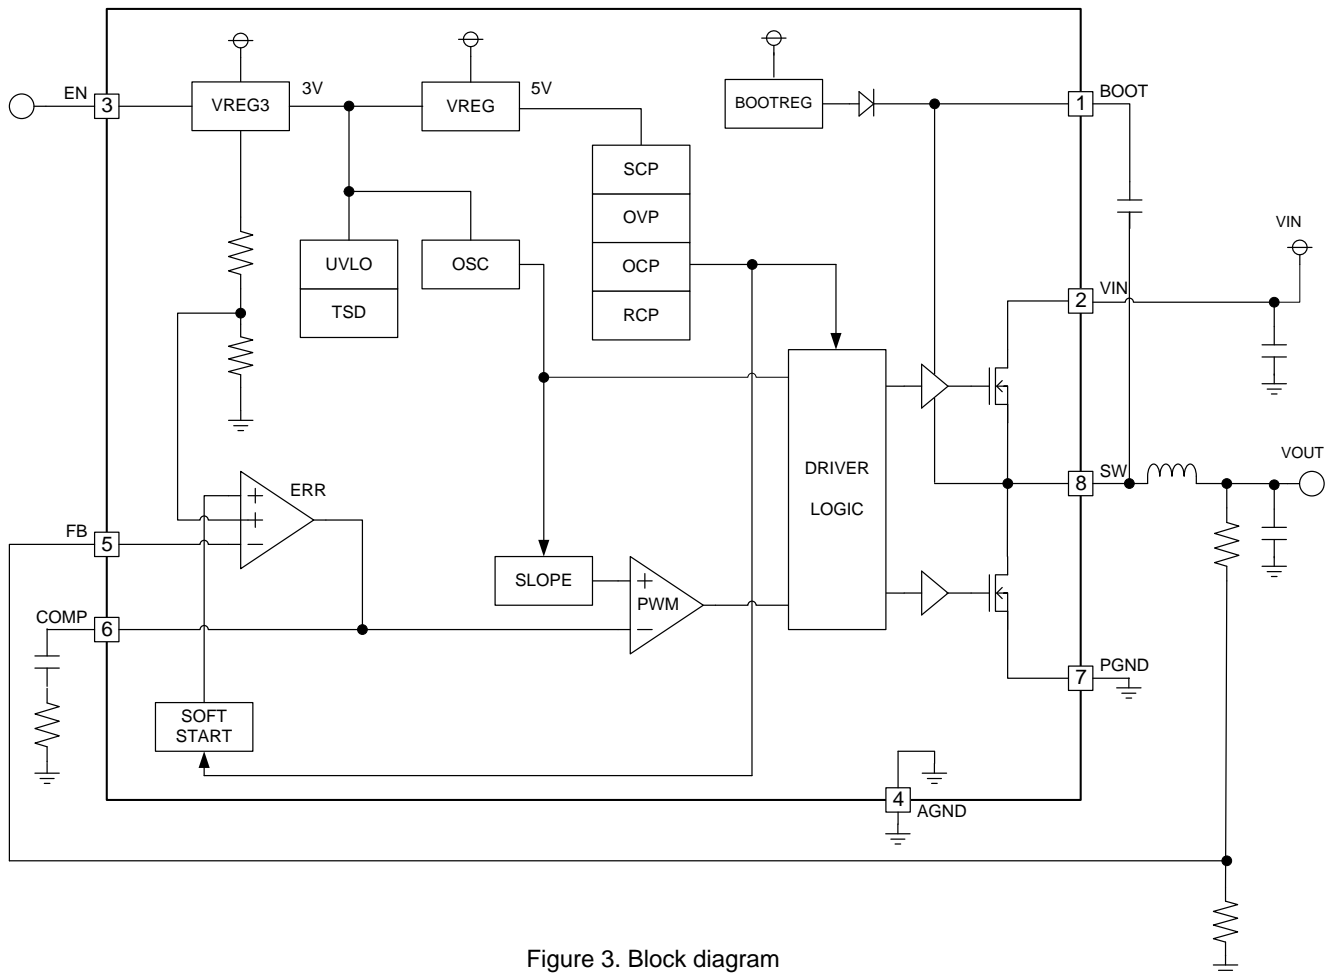 EN
3
VREG3
3V
VREG
5V
BOOTREG
1
BOOT
SCP
OVP
OCP
RCP
UVLO
TSD
OSC
VIN
2
VIN
DRIVER
LOGIC
VOUT
8
SW
ERR
+
+
−
FB
5
SLOPE
+
PWM
−
COMP
6
7
PGND
SOFT
START
4
AGND
Figure 3. Block diagram